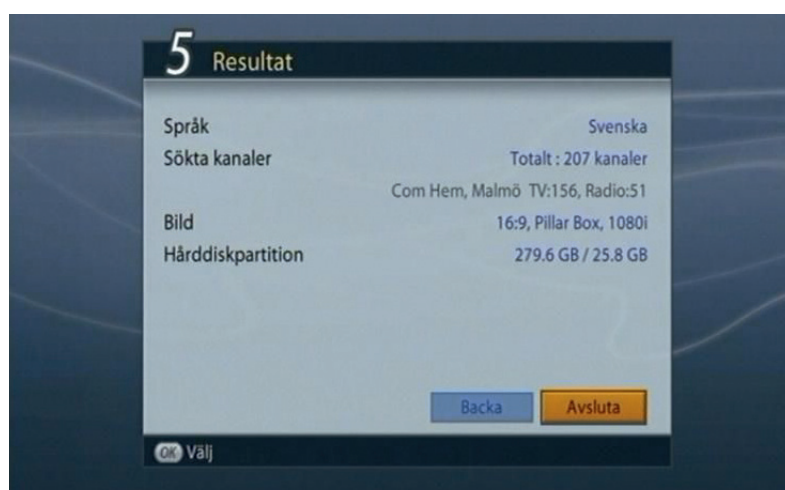 5 Resultat
Språk Svenska
Sökta kanaler Totalt : 207 kanaler
Com Hem, Malmö TV:156, Radio:51
Bild 16:9, Pillar Box, 1080i
Hårddiskpartition 279.6 GB / 25.8 GB
Backa Avsluta
OK Välj